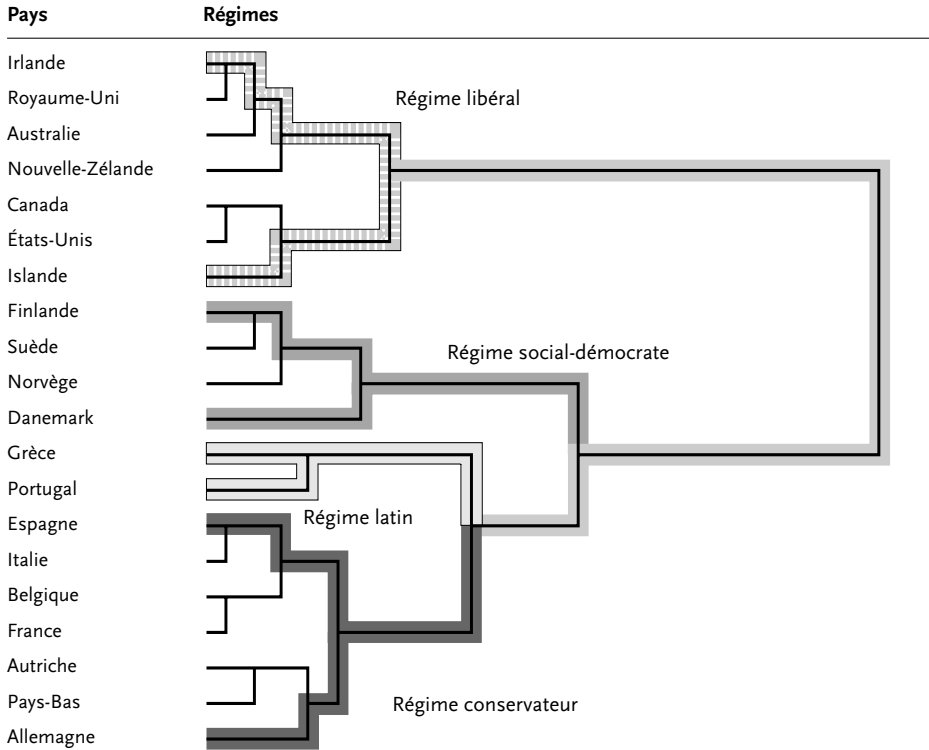 Pays Régimes
Irlande
Royaume-Uni Régime libéral
Australie
Nouvelle-Zélande
Canada
États-Unis
Islande
Finlande
Suède Régime social-démocrate
Norvège
Danemark
Grèce
Portugal
Régime latin
Espagne
Italie
Belgique
France
Autriche
Pays-Bas Régime conservateur
Allemagne